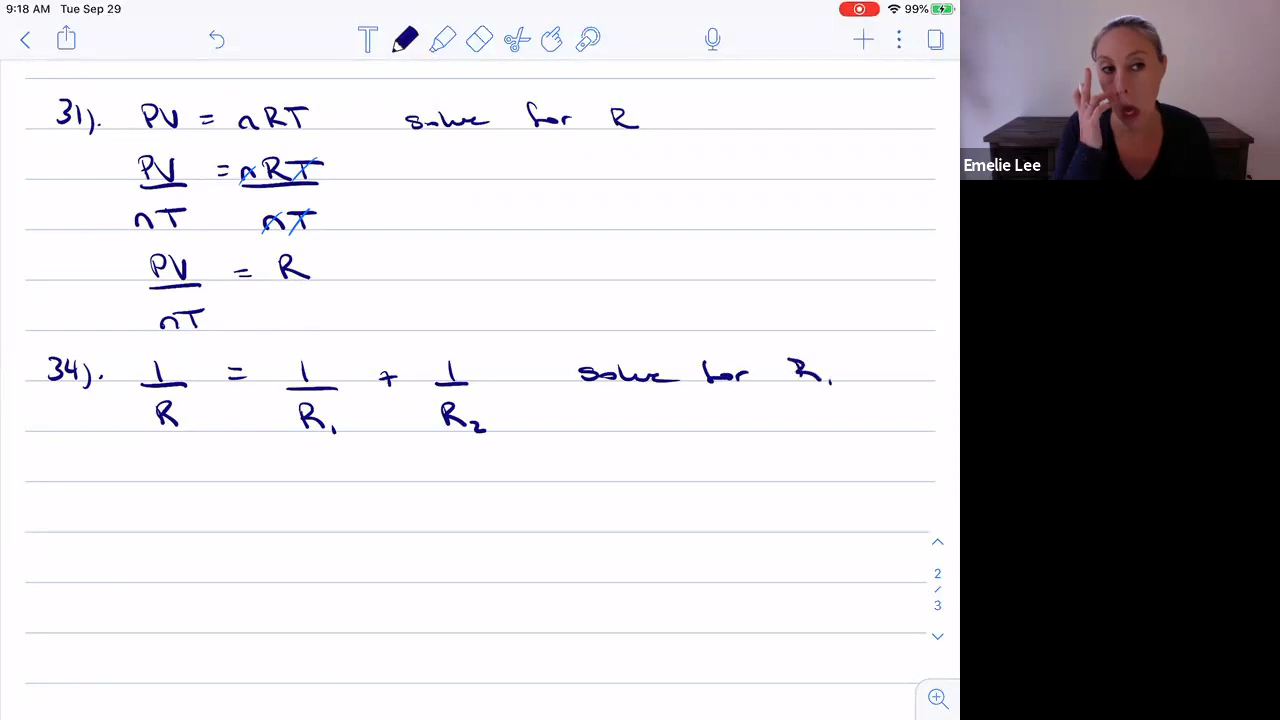 9:18 AM Tue Sep 29
99%
31). PV = nRT solve for R
PV = nRT
nT nT
PV = R
nT
34). 1 = 1 + 1 solve for R₁
R R₁ R₂
2
/
3
Emelie Lee